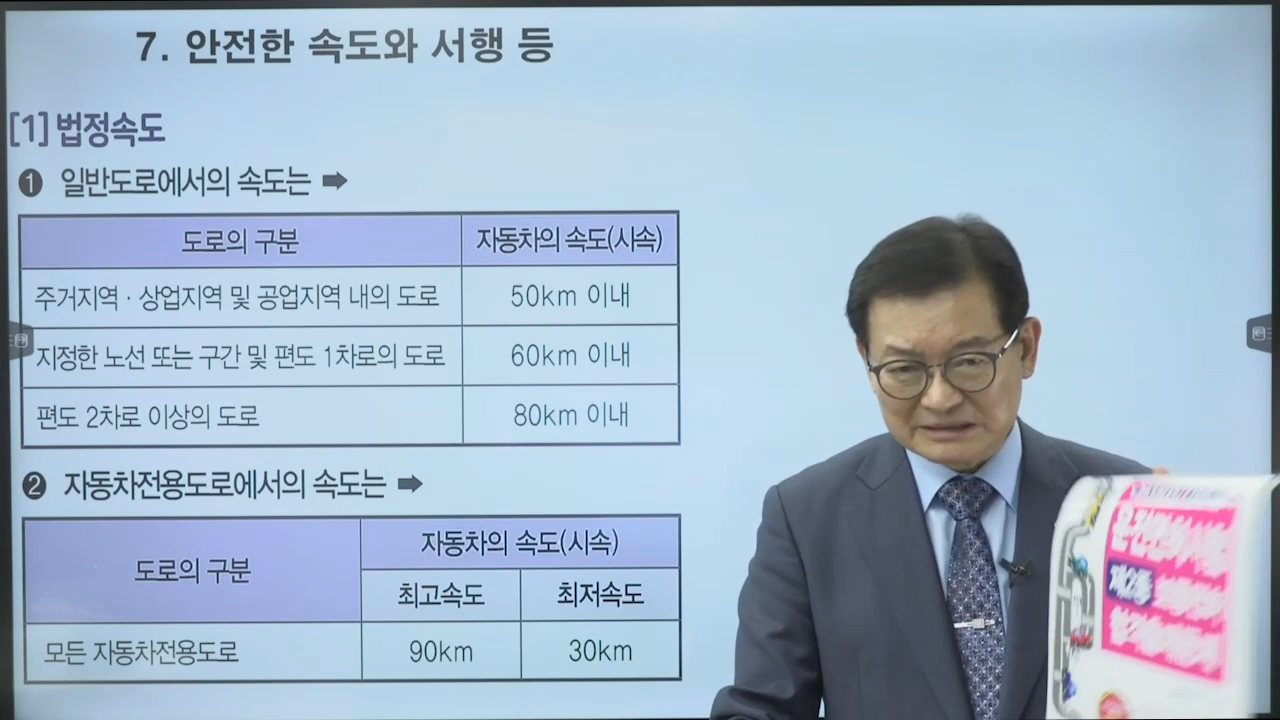 7. 안전한 속도와 서행 등
[1] 법정속도
❶ 일반도로에서의 속도는 ➡
도로의 구분 자동차의 속도(시속)
주거지역 · 상업지역 및 공업지역 내의 도로 50km 이내
지정한 노선 또는 구간 및 편도 1차로의 도로 60km 이내
편도 2차로 이상의 도로 80km 이내
❷ 자동차전용도로에서의 속도는 ➡
도로의 구분 자동차의 속도(시속)
최고속도 최저속도
모든 자동차전용도로 90km 30km
제2종